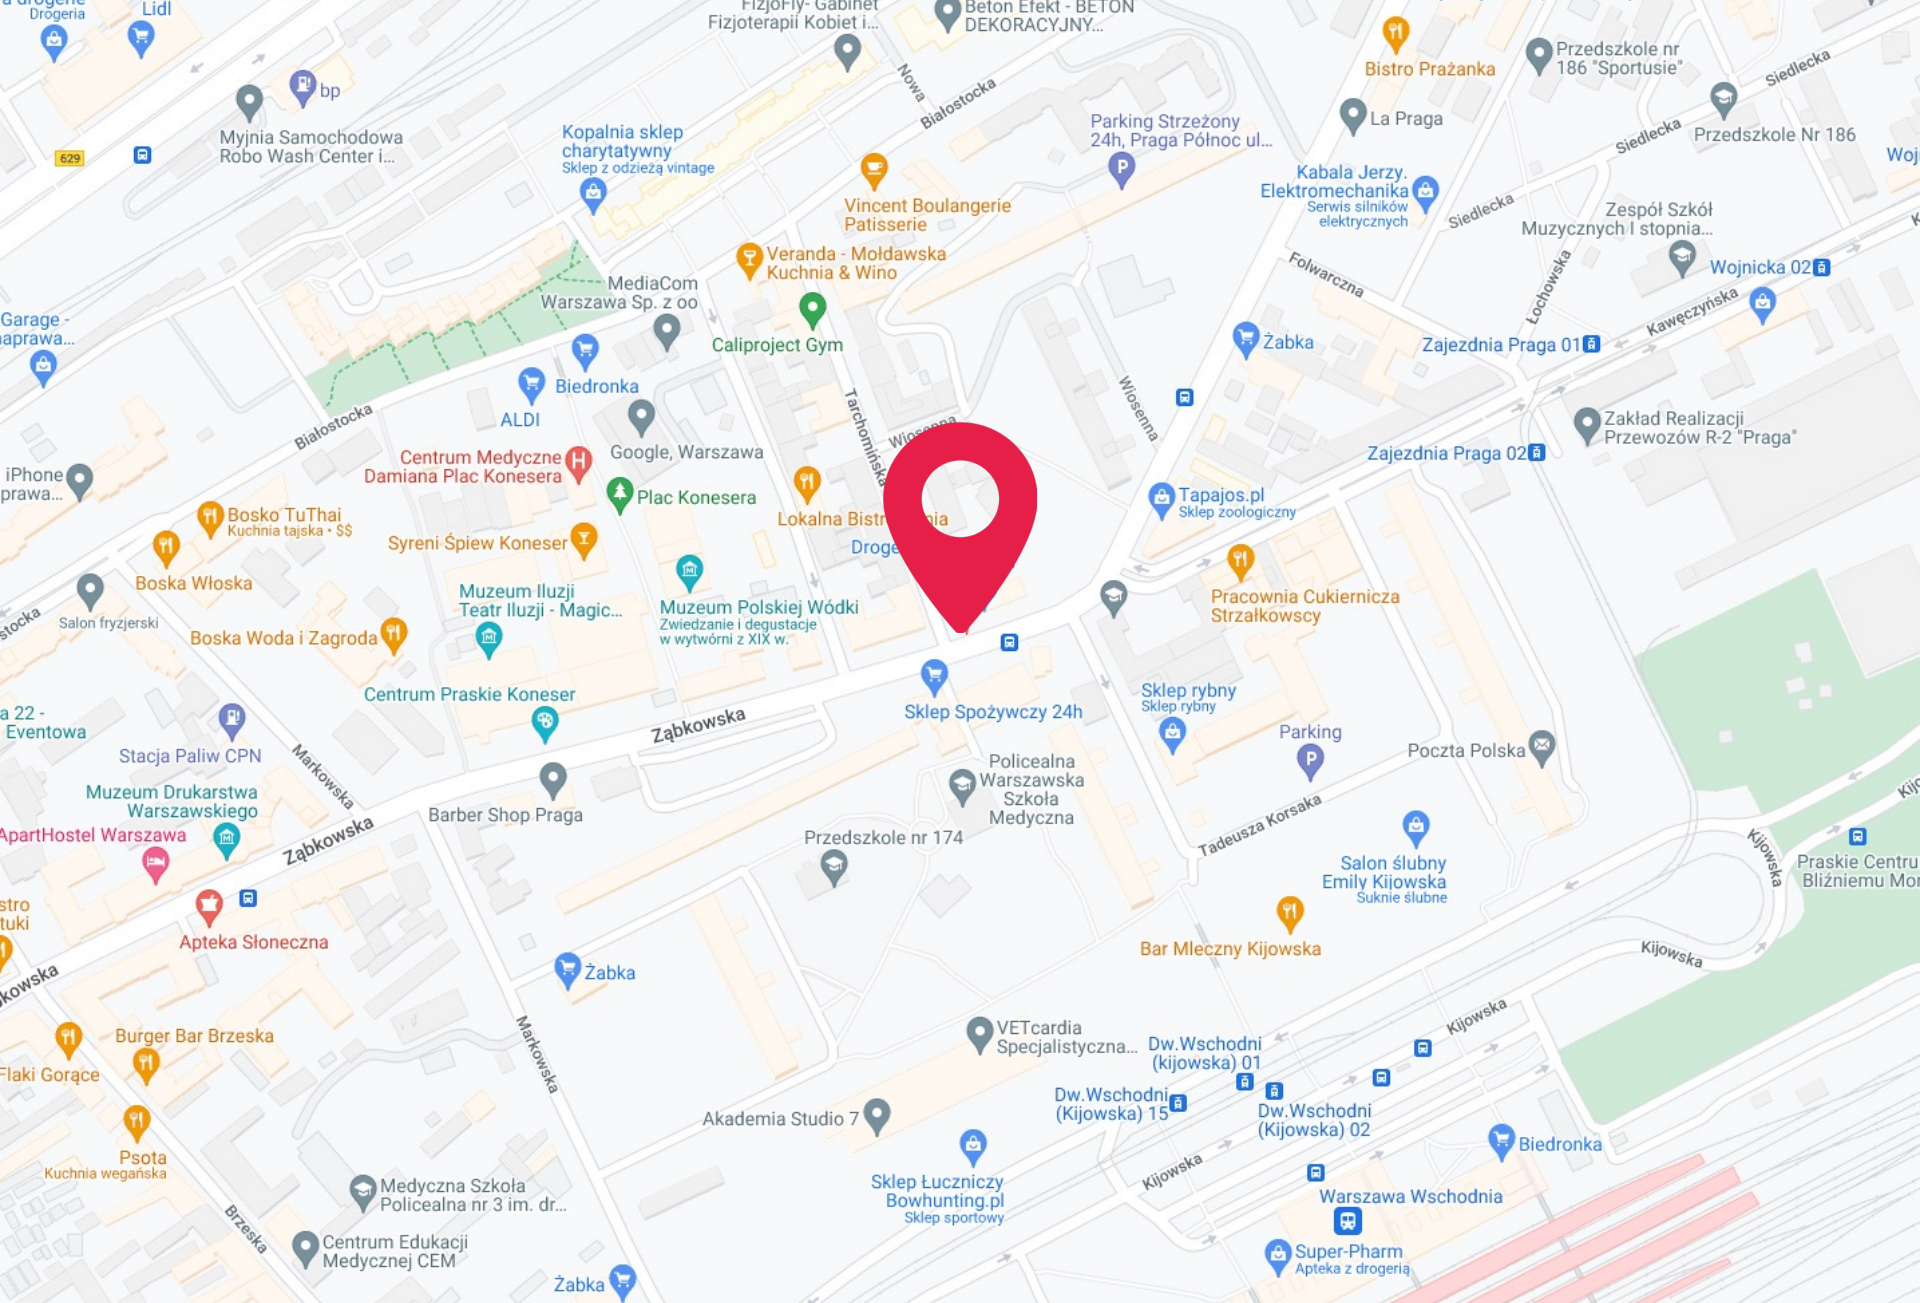 Drogeria
Lidl
bp
Myjnia Samochodowa
Robo Wash Center i...
629
FizjoFly- Gabinet
Fizjoterapii Kobiet i...
Beton Efekt - BETON
DEKORACYJNY...
Nowa
Białostocka
Kopalnia sklep
charytatywny
Sklep z odzieżą vintage
Vincent Boulangerie
Patisserie
Veranda - Mołdawska
Kuchnia & Wino
Parking Strzeżony
24h, Praga Północ ul...
Bistro Prażanka
Przedszkole nr
186 "Sportusie"
Siedlecka
La Praga
Siedlecka
Przedszkole Nr 186
Kabala Jerzy.
Elektromechanika
Serwis silników
elektrycznych
Siedlecka
Zespół Szkół
Muzycznych I stopnia...
Folwarczna
Łochowska
Wojnicka 02
Kawęczyńska
MediaCom
Warszawa Sp. z oo
Caliproject Gym
Garage -
naprawa...
Biedronka
ALDI
Białostocka
Żabka
Zajezdnia Praga 01
Tarchomińska
Wiosenna
Wiosenna
Google, Warszawa
Centrum Medyczne
Damiana Plac Konesera
Plac Konesera
Zakład Realizacji
Przewozów R-2 "Praga"
Zajezdnia Praga 02
iPhone
Tapajos.pl
Sklep zoologiczny
Bosko TuThai
Kuchnia tajska • $$
Syreni Śpiew Koneser
Lokalna
Boska Włoska
Salon fryzjerski
Muzeum Iluzji
Teatr Iluzji - Magic...
Muzeum Polskiej Wódki
Zwiedzanie i degustacje
w wytwórni z XIX w.
Pracownia Cukiernicza
Strzałkowscy
Boska Woda i Zagroda
Centrum Praskie Koneser
Sklep Spożywczy 24h
Sklep rybny
Sklep rybny
a 22 -
Eventowa
Stacja Paliw CPN
Markowska
Ząbkowska
Parking
Poczta Polska
Policealna
Warszawska
Szkoła
Medyczna
Muzeum Drukarstwa
Warszawskiego
Barber Shop Praga
ApartHostel Warszawa
Ząbkowska
Przedszkole nr 174
Tadeusza Korsaka
Salon ślubny
Emily Kijowska
Suknie ślubne
Kijowska
Praskie Centru
Bliźniemu Mon
Apteka Słoneczna
Bar Mleczny Kijowska
Kijowska
Żabka
Burger Bar Brzeska
Flaki Gorące
Markowska
VETcardia
Specjalistyczna...
Kijowska
Dw.Wschodni
(kijowska) 01
Dw.Wschodni
(Kijowska) 15
Dw.Wschodni
(Kijowska) 02
Akademia Studio 7
Psota
Kuchnia wegańska
Biedronka
Kijowska
Sklep Łuczniczy
Bowhunting.pl
Sklep sportowy
Medyczna Szkoła
Policealna nr 3 im. dr...
Warszawa Wschodnia
Brzeska
Centrum Edukacji
Medycznej CEM
Super-Pharm
Apteka z drogerią
Żabka